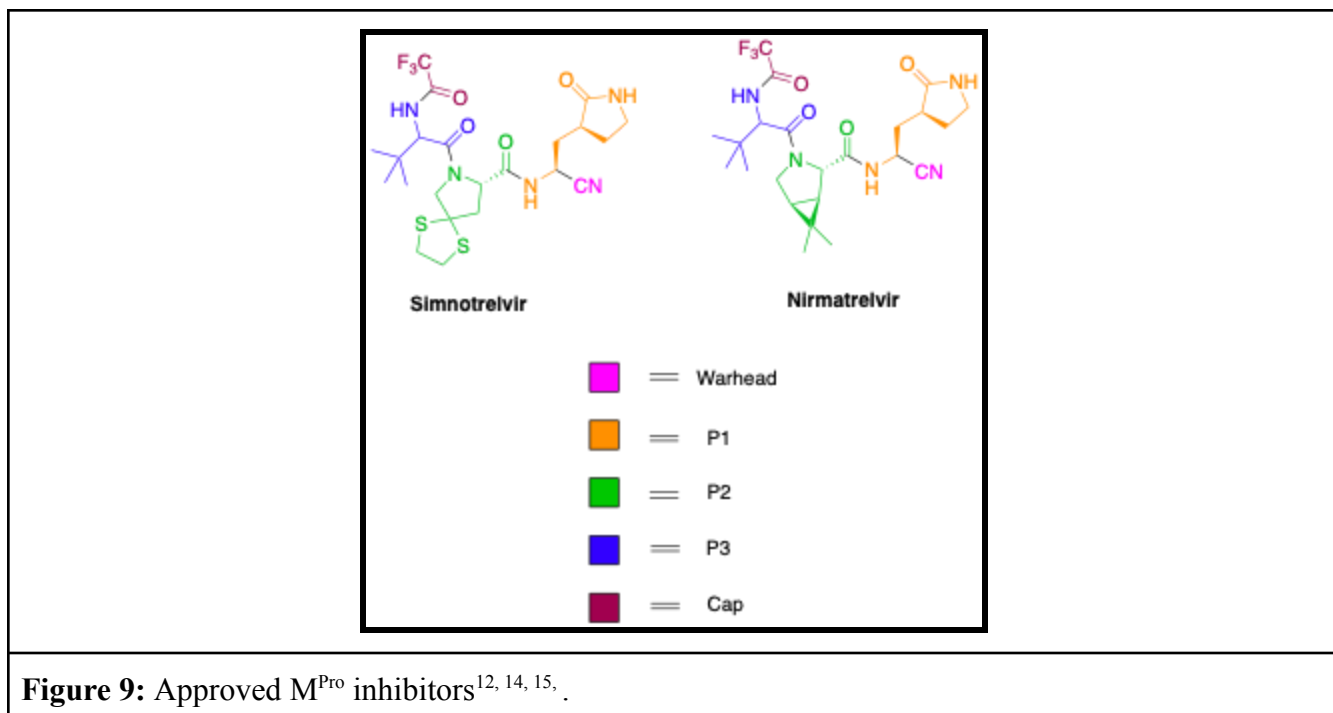 F₃C
O
HN
O
N
O
N
H
CN
O
NH
S
S
Simnotrelvir
F₃C
O
HN
O
N
O
N
H
CN
O
NH
Nirmatrelvir
Warhead
P1
P2
P3
Cap
Figure 9: Approved Mᴾʳᵒ inhibitors¹²,¹⁴,¹⁵, .